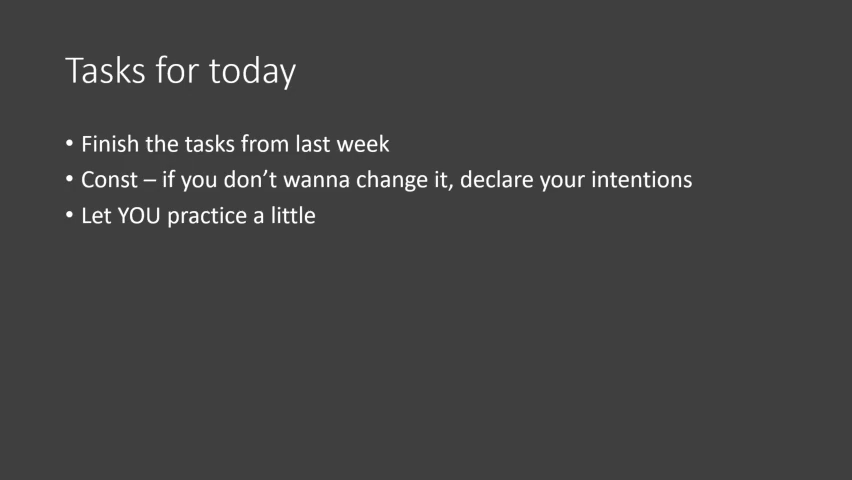 Tasks for today
• Finish the tasks from last week
• Const – if you don’t wanna change it, declare your intentions
• Let YOU practice a little